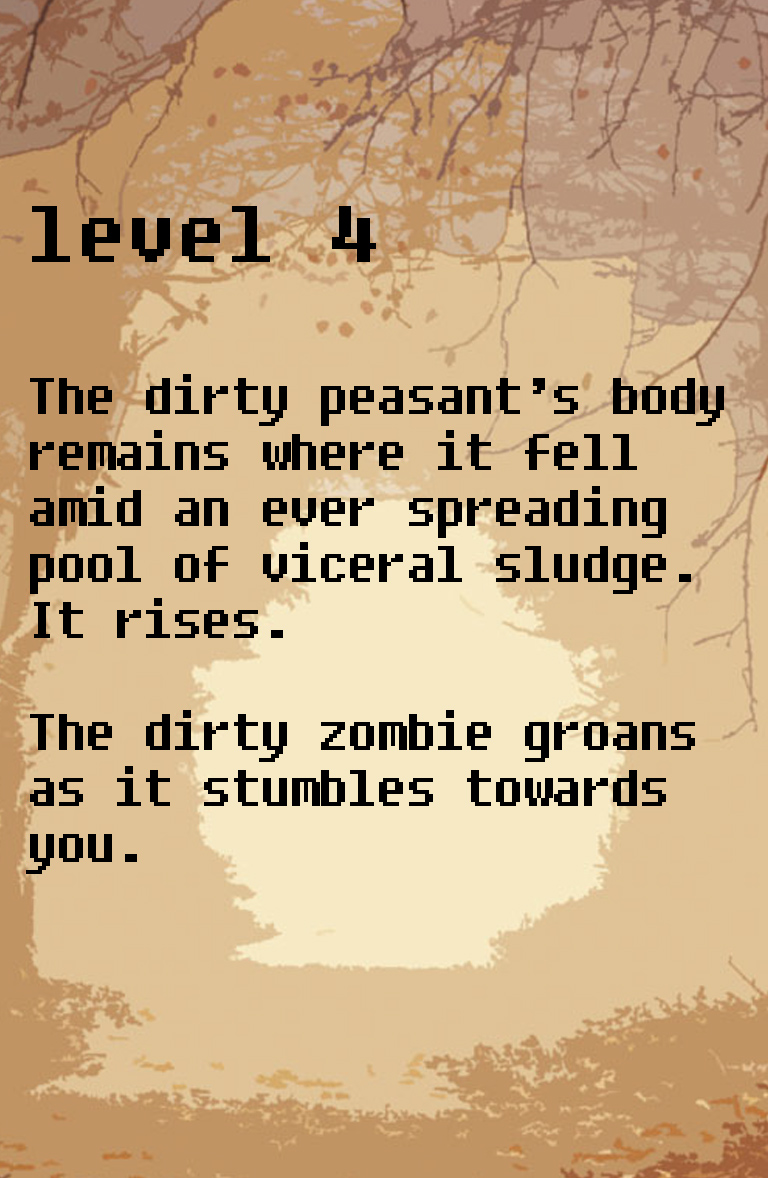 level 4
The dirty peasant's body
remains where it fell
amid an ever spreading
pool of viceral sludge.
It rises.
The dirty zombie groans
as it stumbles towards
you.